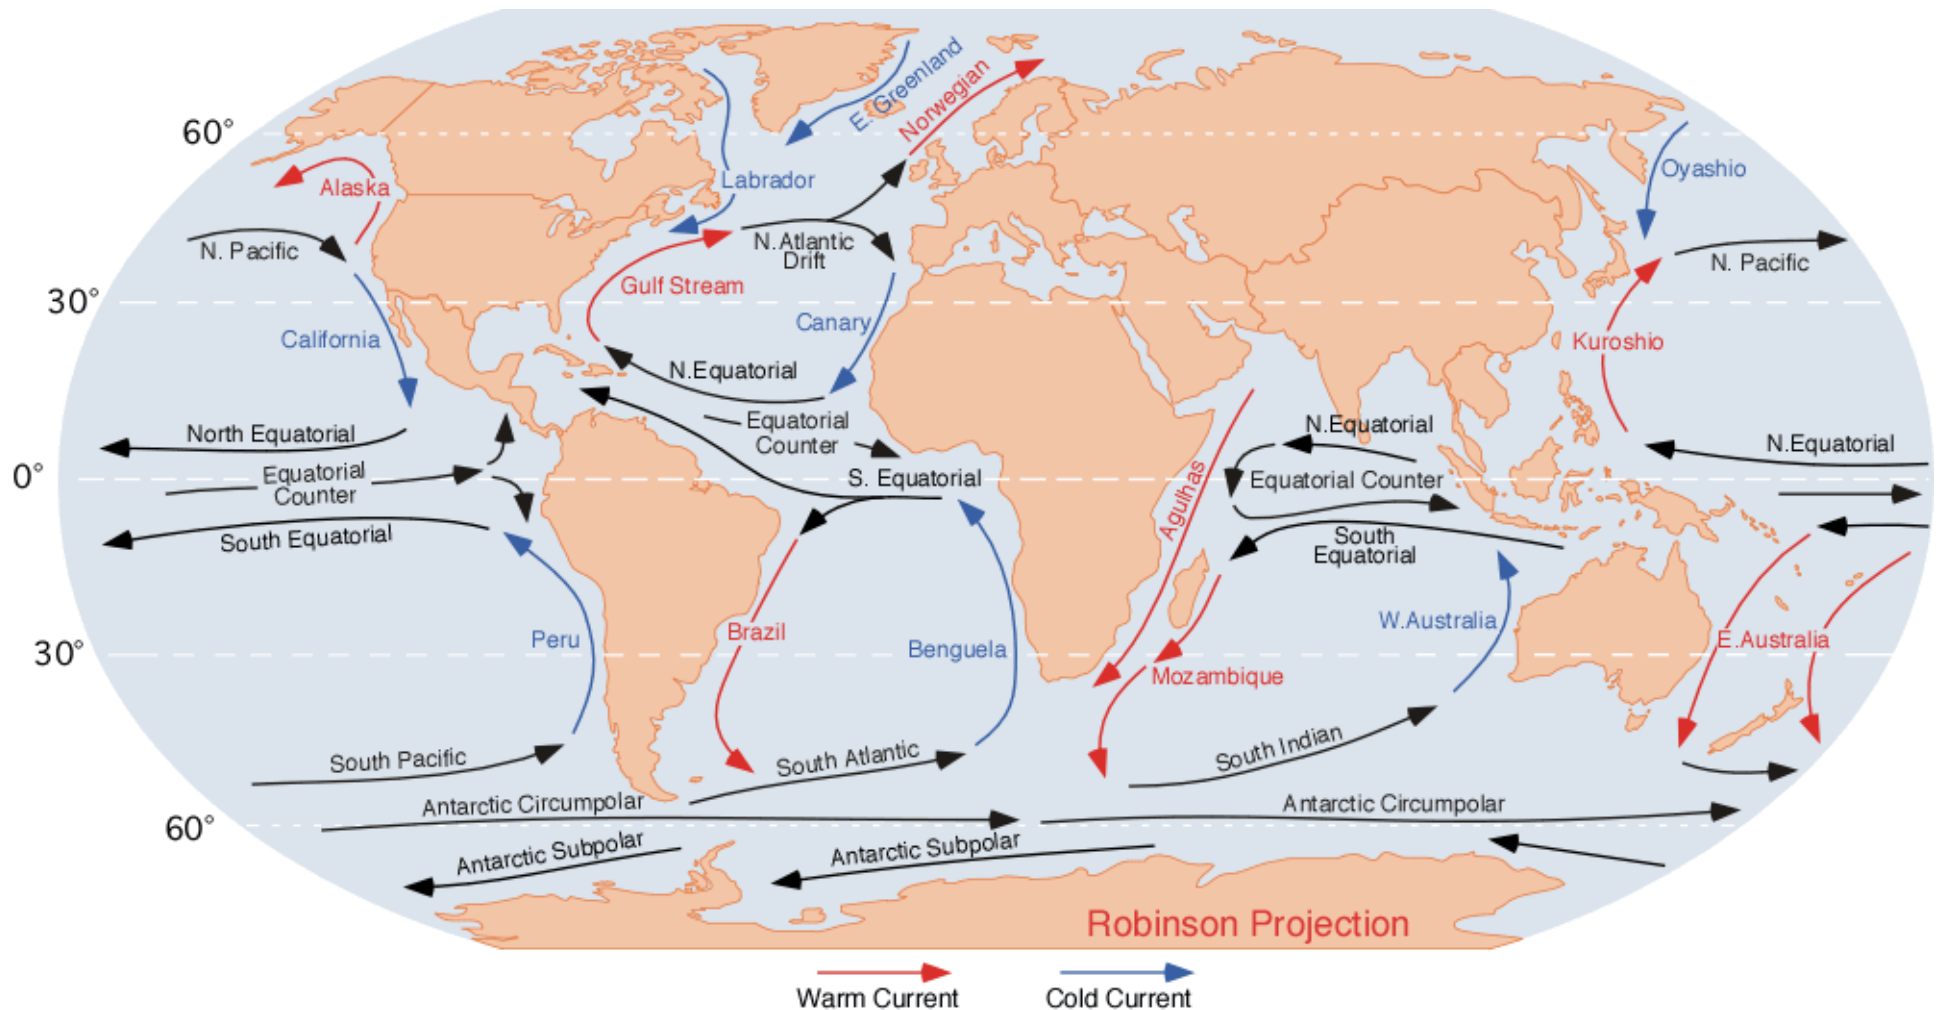 E. Greenland
Norwegian
60°
Labrador
Oyashio
Alaska
N. Pacific
N.Atlantic
Drift
N. Pacific
Gulf Stream
30°
Canary
California
Kuroshio
N.Equatorial
Equatorial
Counter
North Equatorial
N.Equatorial
N.Equatorial
0°
Equatorial
Counter
S. Equatorial
Equatorial Counter
Agulhas
South Equatorial
South
Equatorial
Peru
Brazil
Benguela
W.Australia
E.Australia
30°
Mozambique
South Pacific
South Atlantic
South Indian
Antarctic Circumpolar
Antarctic Circumpolar
60°
Antarctic Subpolar
Antarctic Subpolar
Robinson Projection
Warm Current
Cold Current